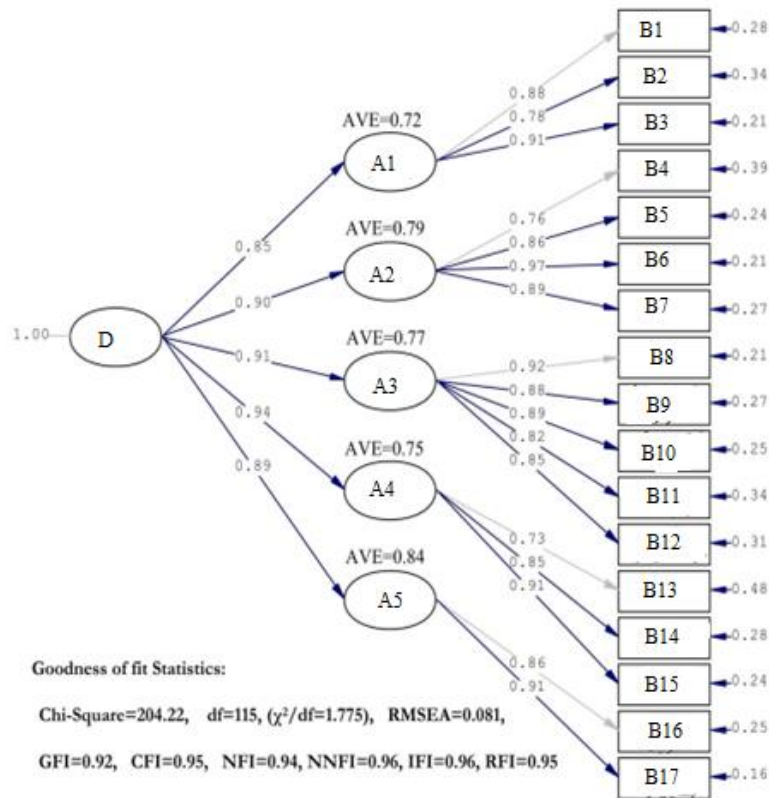 B1
0.28
B2
0.34
0.88
0.78
AVE=0.72
B3
0.21
0.91
A1
B4
0.39
0.76
B5
0.24
AVE=0.79
0.86
0.85
B6
0.21
A2
0.97
0.89
B7
0.27
0.90
1.00
D
AVE=0.77
B8
0.21
0.92
0.91
A3
0.88
B9
0.27
0.89
0.94
B10
0.25
0.82
AVE=0.75
0.85
0.89
B11
0.34
A4
B12
0.31
0.73
AVE=0.84
0.85
B13
0.48
0.91
A5
B14
0.28
0.86
B15
0.24
0.91
B16
0.25
B17
0.16
Goodness of fit Statistics:
Chi-Square=204.22, df=115, (χ²/df=1.775), RMSEA=0.081,
GFI=0.92, CFI=0.95, NFI=0.94, NNFI=0.96, IFI=0.96, RFI=0.95